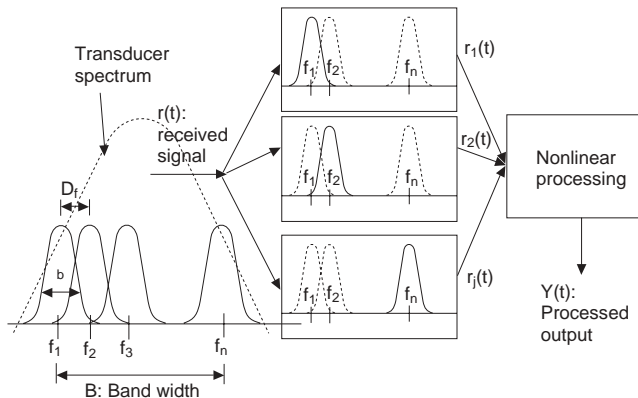 Transducer
spectrum
r(t):
received
signal
D_f
b
f_1 f_2 f_3 f_n
B: Band width
f_1 f_2 f_n
r_1(t)
f_1 f_2 f_n
r_2(t)
f_1 f_2 f_n
r_j(t)
Nonlinear
processing
Y(t):
Processed
output